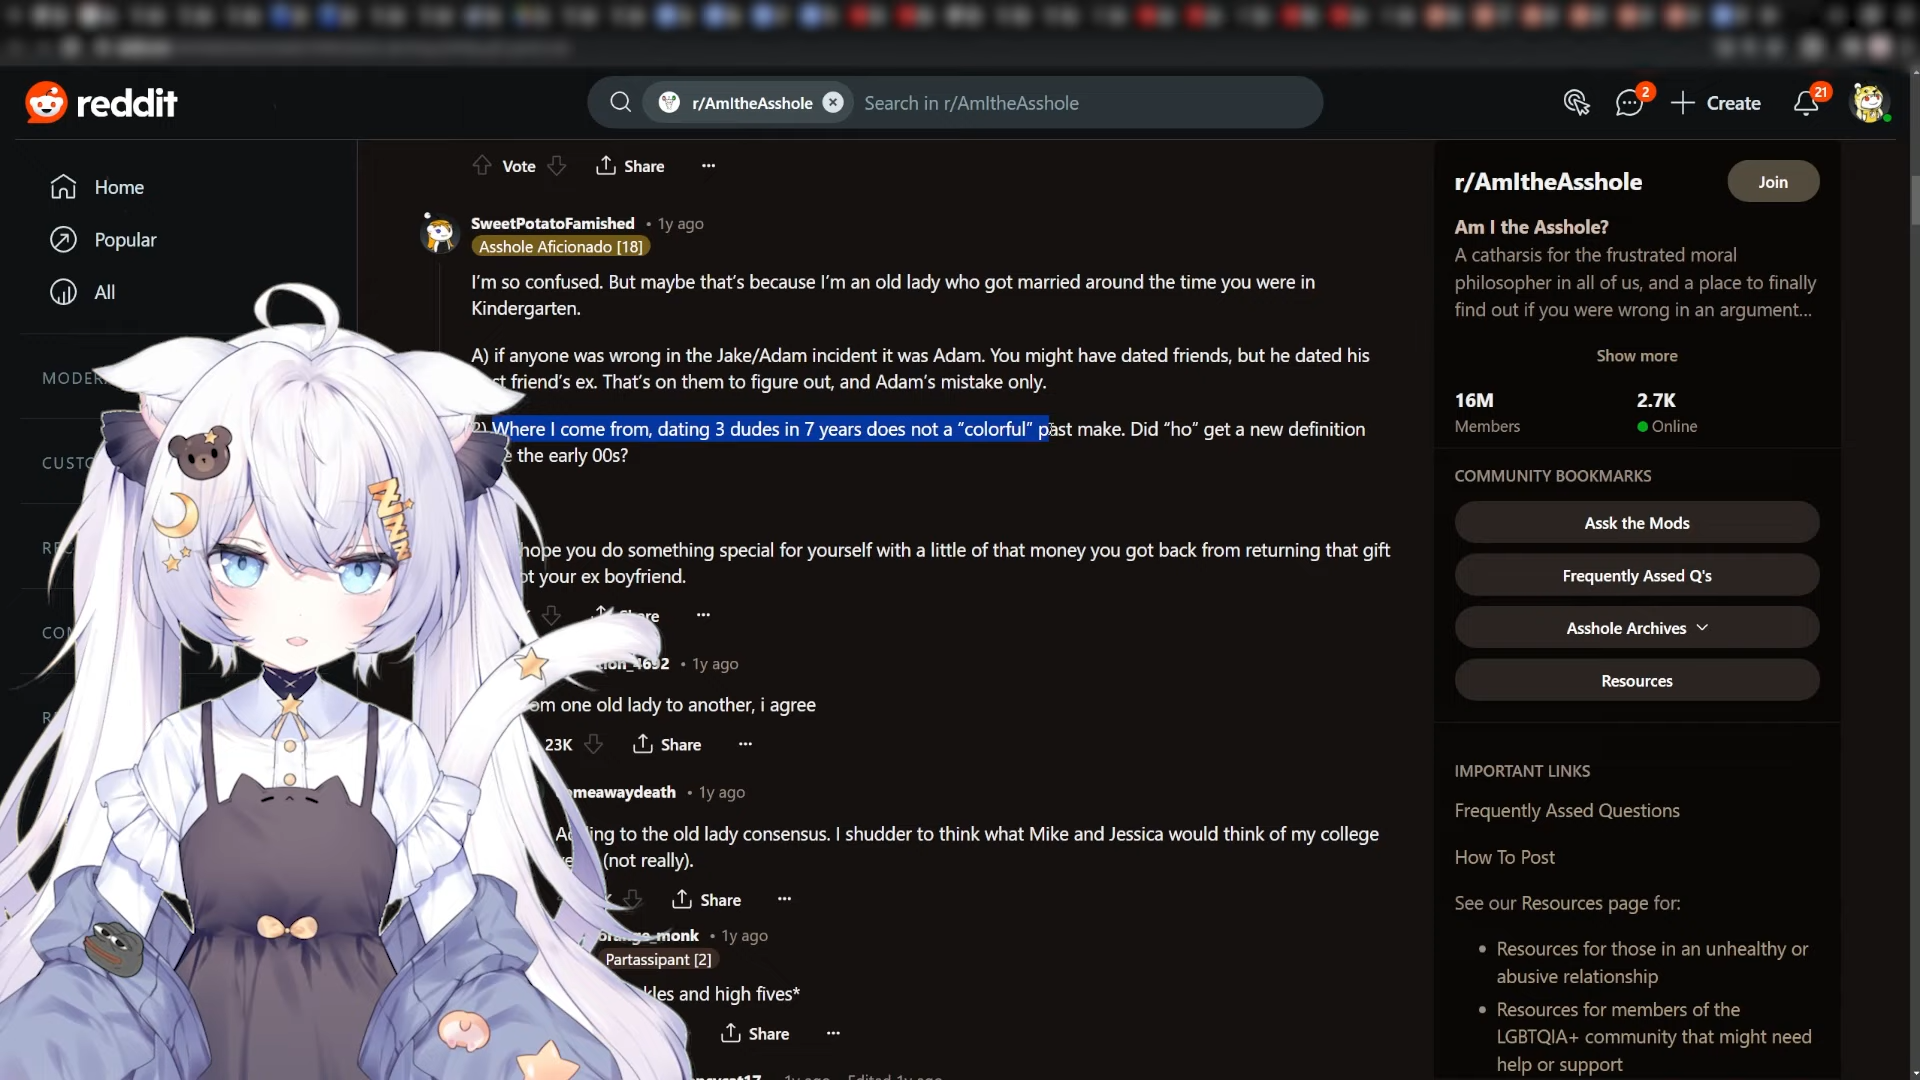 reddit
r/AmItheAsshole
Search in r/AmItheAsshole
2
Create
21
Home
Popular
All
Vote
Share
SweetPotatoFamished • 1y ago
Asshole Aficionado [18]
I'm so confused. But maybe that's because I'm an old lady who got married around the time you were in
Kindergarten.
A) if anyone was wrong in the Jake/Adam incident it was Adam. You might have dated friends, but he dated his
friend's ex. That's on them to figure out, and Adam's mistake only.
2) Where I come from, dating 3 dudes in 7 years does not a “colorful” past make. Did “ho” get a new definition
the early 00s?
hope you do something special for yourself with a little of that money you got back from returning that gift
your ex boyfriend.
Share
_4692 • 1y ago
one old lady to another, i agree
23K
Share
meawaydeath • 1y ago
to the old lady consensus. I shudder to think what Mike and Jessica would think of my college
(not really).
Share
orange_monk • 1y ago
Partassipant [2]
and high fives*
Share
1y ago Edited 1y ago
r/AmItheAsshole
Join
Am I the Asshole?
A catharsis for the frustrated moral
philosopher in all of us, and a place to finally
find out if you were wrong in an argument...
Show more
16M
2.7K
Members
Online
COMMUNITY BOOKMARKS
Assk the Mods
Frequently Assed Q's
Asshole Archives
Resources
IMPORTANT LINKS
Frequently Assed Questions
How To Post
See our Resources page for:
• Resources for those in an unhealthy or
abusive relationship
• Resources for members of the
LGBTQIA+ community that might need
help or support